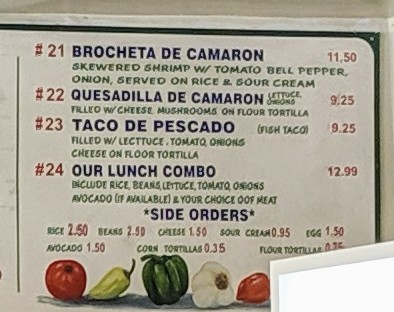 #21 BROCHETA DE CAMARON 11.50
SKEWERED SHRIMP W/ TOMATO BELL PEPPER,
ONION, SERVED ON RICE & SOUR CREAM
#22 QUESADILLA DE CAMARON LETTUCE, ONIONS 9.25
FILLED W/ CHEESE, MUSHROOMS ON FLOUR TORTILLA
#23 TACO DE PESCADO (FISH TACO) 9.25
FILLED W/ LECTTUCE, TOMATO, ONIONS
CHEESE ON FLOOR TORTILLA
#24 OUR LUNCH COMBO 12.99
INCLUDE RICE, BEANS, LETTUCE, TOMATO, ONIONS
AVOCADO (IF AVAILABLE) & YOUR CHOICE OOF MEAT
*SIDE ORDERS*
RICE 2.50 BEANS 2.50 CHEESE 1.50 SOUR CREAM 0.95 EGG 1.50
AVOCADO 1.50 CORN TORTILLAS 0.35 FLOUR TORTILLAS